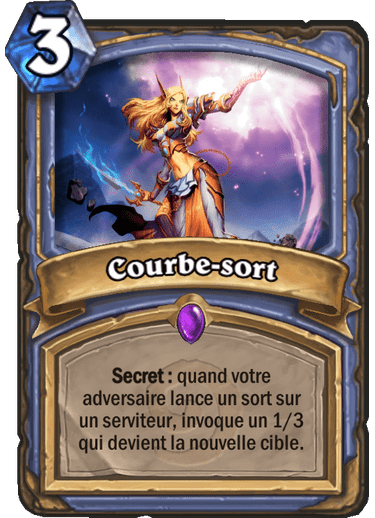 3
Courbe-sort
Secret : quand votre
adversaire lance un sort sur
un serviteur, invoque un 1/3
qui devient la nouvelle cible.